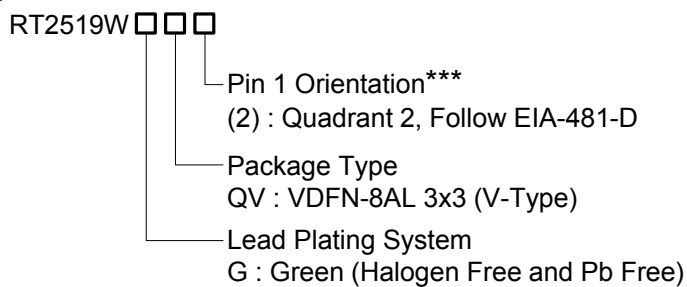 RT2519W
Pin 1 Orientation***
(2) : Quadrant 2, Follow EIA-481-D
Package Type
QV : VDFN-8AL 3x3 (V-Type)
Lead Plating System
G : Green (Halogen Free and Pb Free)